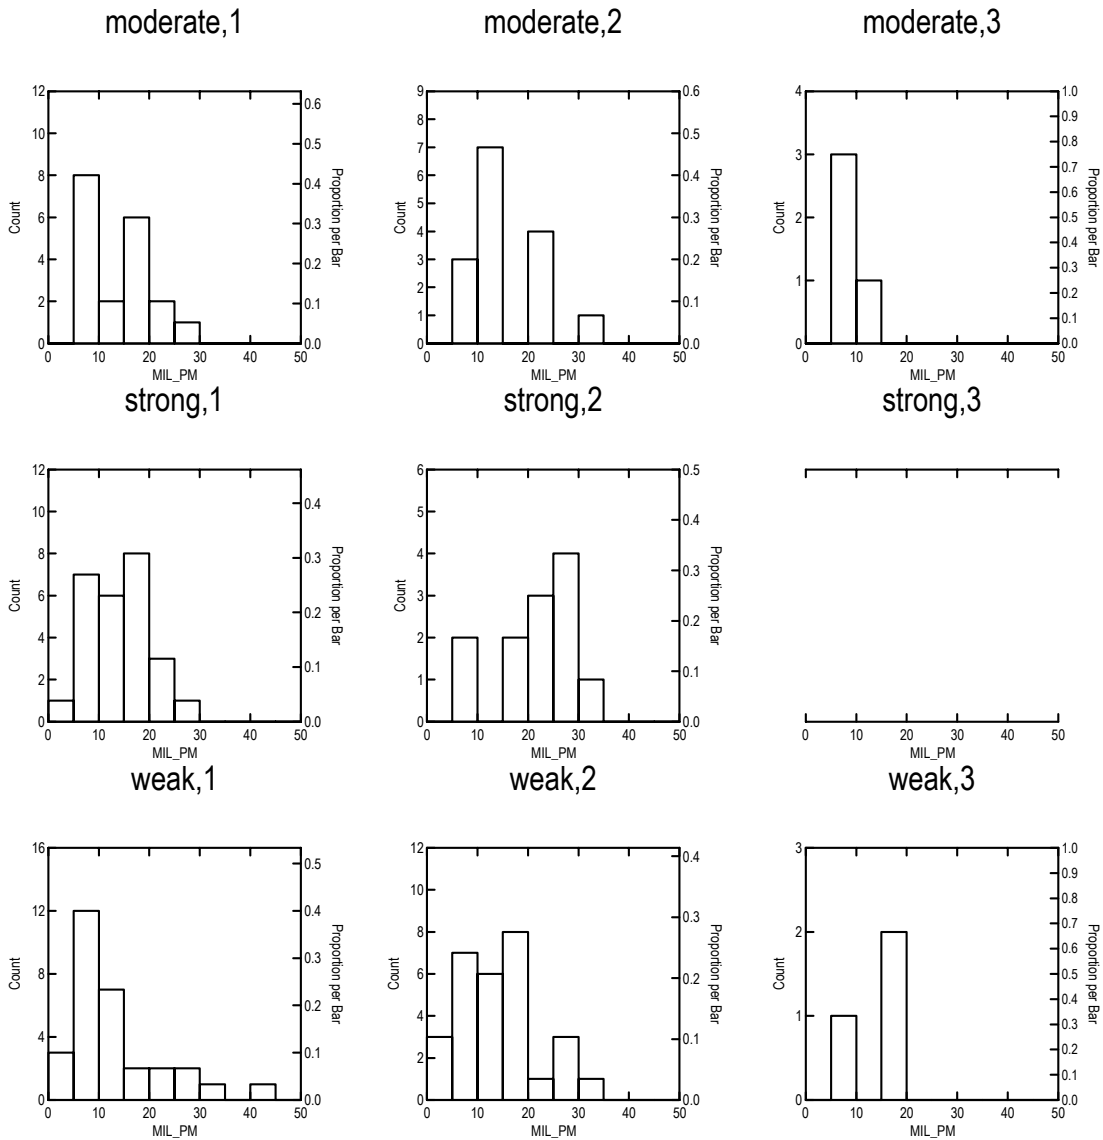 moderate,1 moderate,2 moderate,3
12 0.6 9 0.6 4 1.0
10 0.5 8 0.5 0.9
8 0.4 7 0.4 3 0.8
6 0.3 6 0.3 0.7
4 0.2 5 0.2 2 0.6
2 0.1 4 0.1 0.5
0 0.0 3 0.0 1 0.4
2 0.3
1 0.2
0 0 0.1
0.0
Count Proportion per Bar Count Proportion per Bar Count Proportion per Bar
0 10 20 30 40 50 0 10 20 30 40 50 0 10 20 30 40 50
MIL_PM MIL_PM MIL_PM
strong,1 strong,2 strong,3
12 0.4 6 0.5
10 0.3 5 0.4
8 0.2 4 0.3
6 0.1 3 0.2
4 0.0 2 0.1
2 1 0.0
0 0
Count Proportion per Bar Count Proportion per Bar
0 10 20 30 40 50 0 10 20 30 40 50 0 10 20 30 40 50
MIL_PM MIL_PM
weak,1 weak,2 weak,3
16 0.5 12 0.4 3 1.0
12 0.4 10 0.3 2 0.9
8 0.3 8 0.2 1 0.8
4 0.2 6 0.1 0 0.7
0 0.1 4 0.0 0.6
0.0 2 0.5
0 0.4
0.3
0.2
0.1
0.0
Count Proportion per Bar Count Proportion per Bar Count Proportion per Bar
0 10 20 30 40 50 0 10 20 30 40 50 0 10 20 30 40 50
MIL_PM MIL_PM MIL_PM